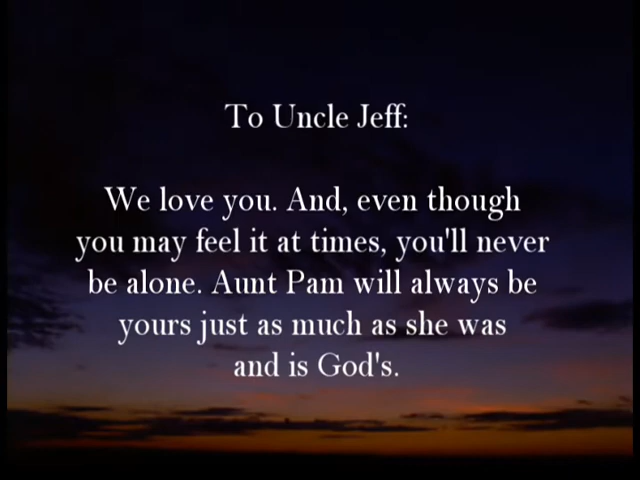 To Uncle Jeff:
We love you. And, even though
you may feel it at times, you'll never
be alone. Aunt Pam will always be
yours just as much as she was
and is God's.